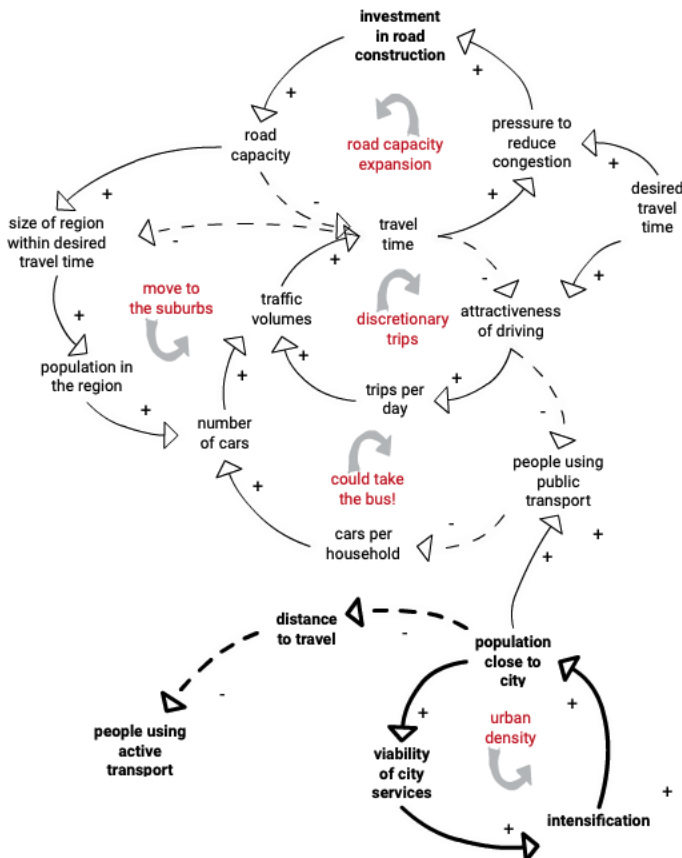 investment
in road
construction
+
+
road
capacity
road capacity
expansion
pressure to
reduce
congestion
+
desired
travel
time
+
-
+
size of region
within desired
travel time
-
travel
time
+
-
+
move to
the suburbs
traffic
volumes
discretionary
trips
attractiveness
of driving
+
population in
the region
+
+
trips per
day
+
-
+
number
of cars
people using
public
transport
could take
the bus!
+
cars per
household
-
+
+
distance
to travel
-
population
close to
city
-
people using
active
transport
+
urban
density
+
viability
of city
services
+
intensification
+